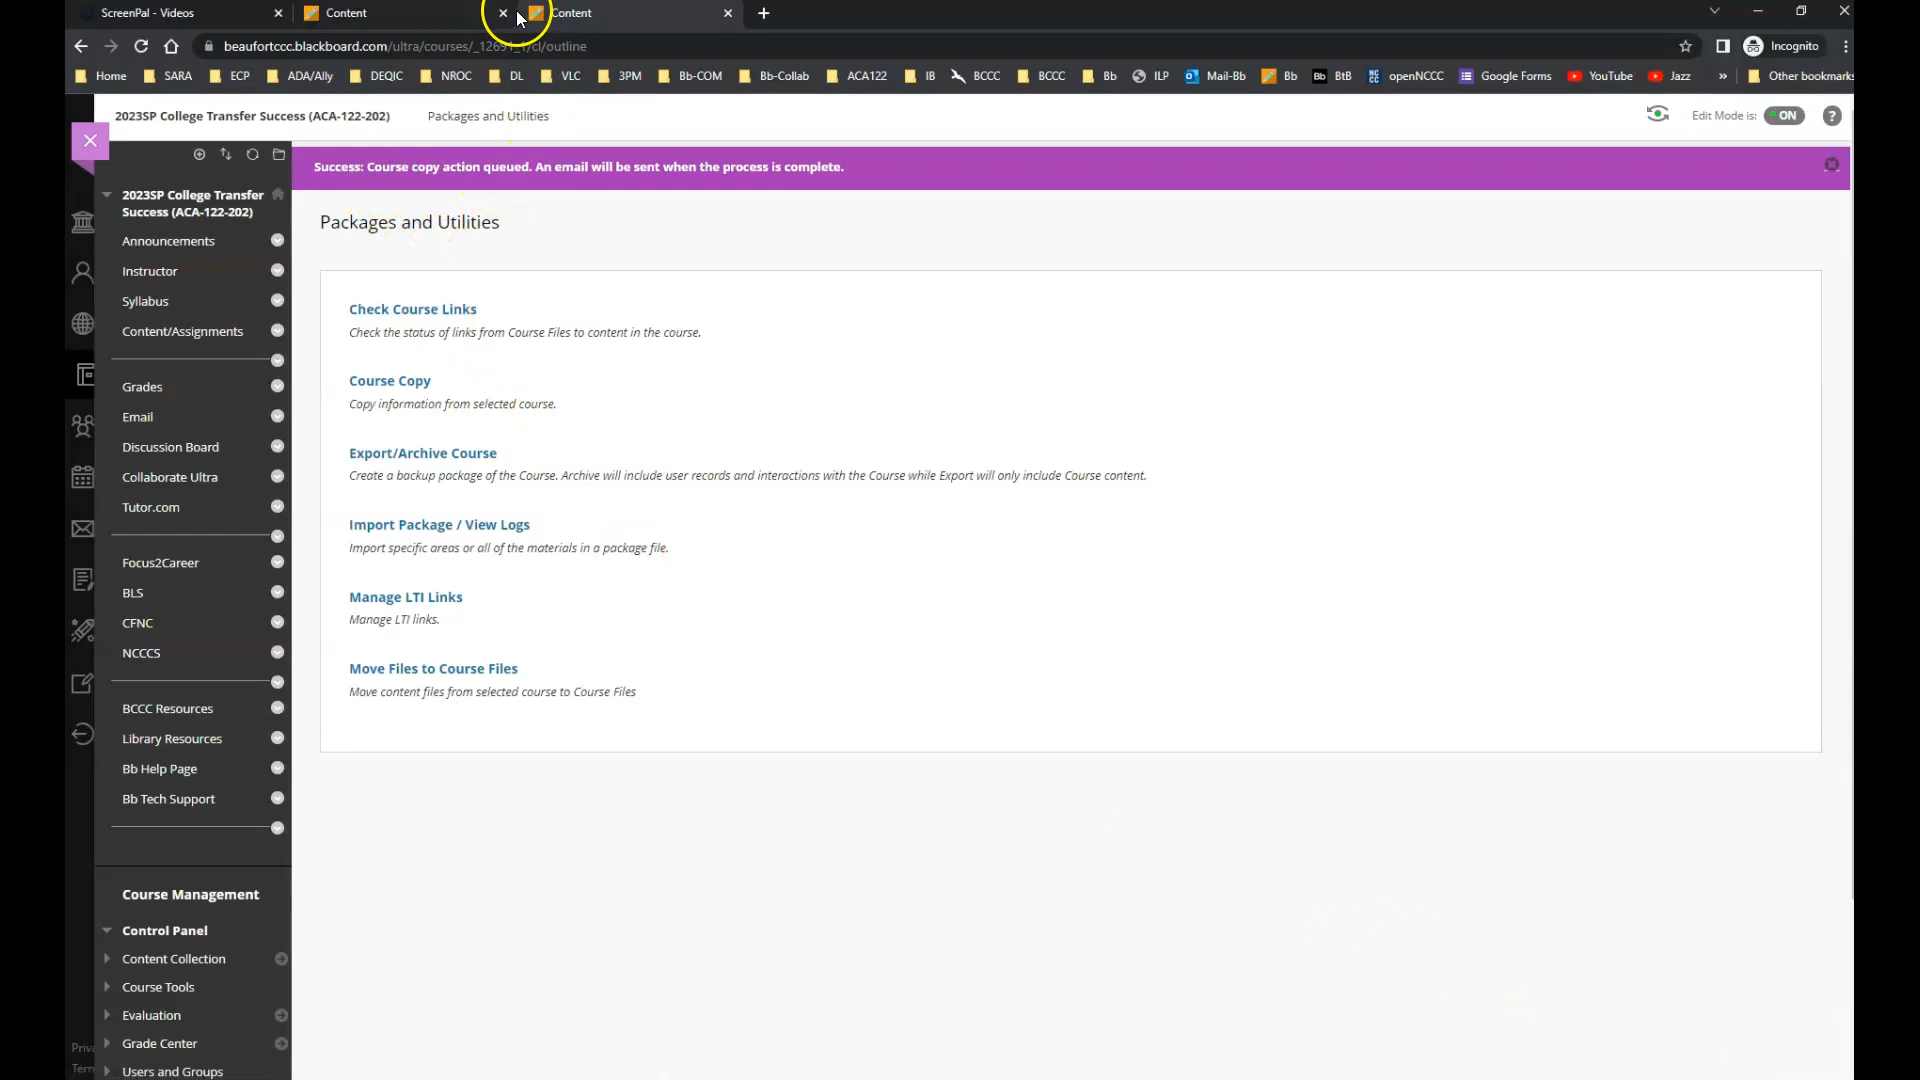 ScreenPal - Videos
Content
Content
beaufortccc.blackboard.com/ultra/courses/_12691_1/cl/outline
Incognito
Home SARA ECP ADA/Ally DEQIC NROC DL VLC 3PM Bb-COM Bb-Collab ACA122 IB BCCC BCCC Bb ILP Mail-Bb Bb BtB openNCCC Google Forms YouTube Jazz » Other bookmarks
2023SP College Transfer Success (ACA-122-202) Packages and Utilities
Edit Mode is: ON ?
Success: Course copy action queued. An email will be sent when the process is complete.
2023SP College Transfer
Success (ACA-122-202)
Announcements
Instructor
Syllabus
Content/Assignments
Grades
Email
Discussion Board
Collaborate Ultra
Tutor.com
Focus2Career
BLS
CFNC
NCCCS
BCCC Resources
Library Resources
Bb Help Page
Bb Tech Support
Course Management
Control Panel
Content Collection
Course Tools
Evaluation
Grade Center
Users and Groups
Packages and Utilities
Check Course Links
Check the status of links from Course Files to content in the course.
Course Copy
Copy information from selected course.
Export/Archive Course
Create a backup package of the Course. Archive will include user records and interactions with the Course while Export will only include Course content.
Import Package / View Logs
Import specific areas or all of the materials in a package file.
Manage LTI Links
Manage LTI links.
Move Files to Course Files
Move content files from selected course to Course Files
Priv
Term